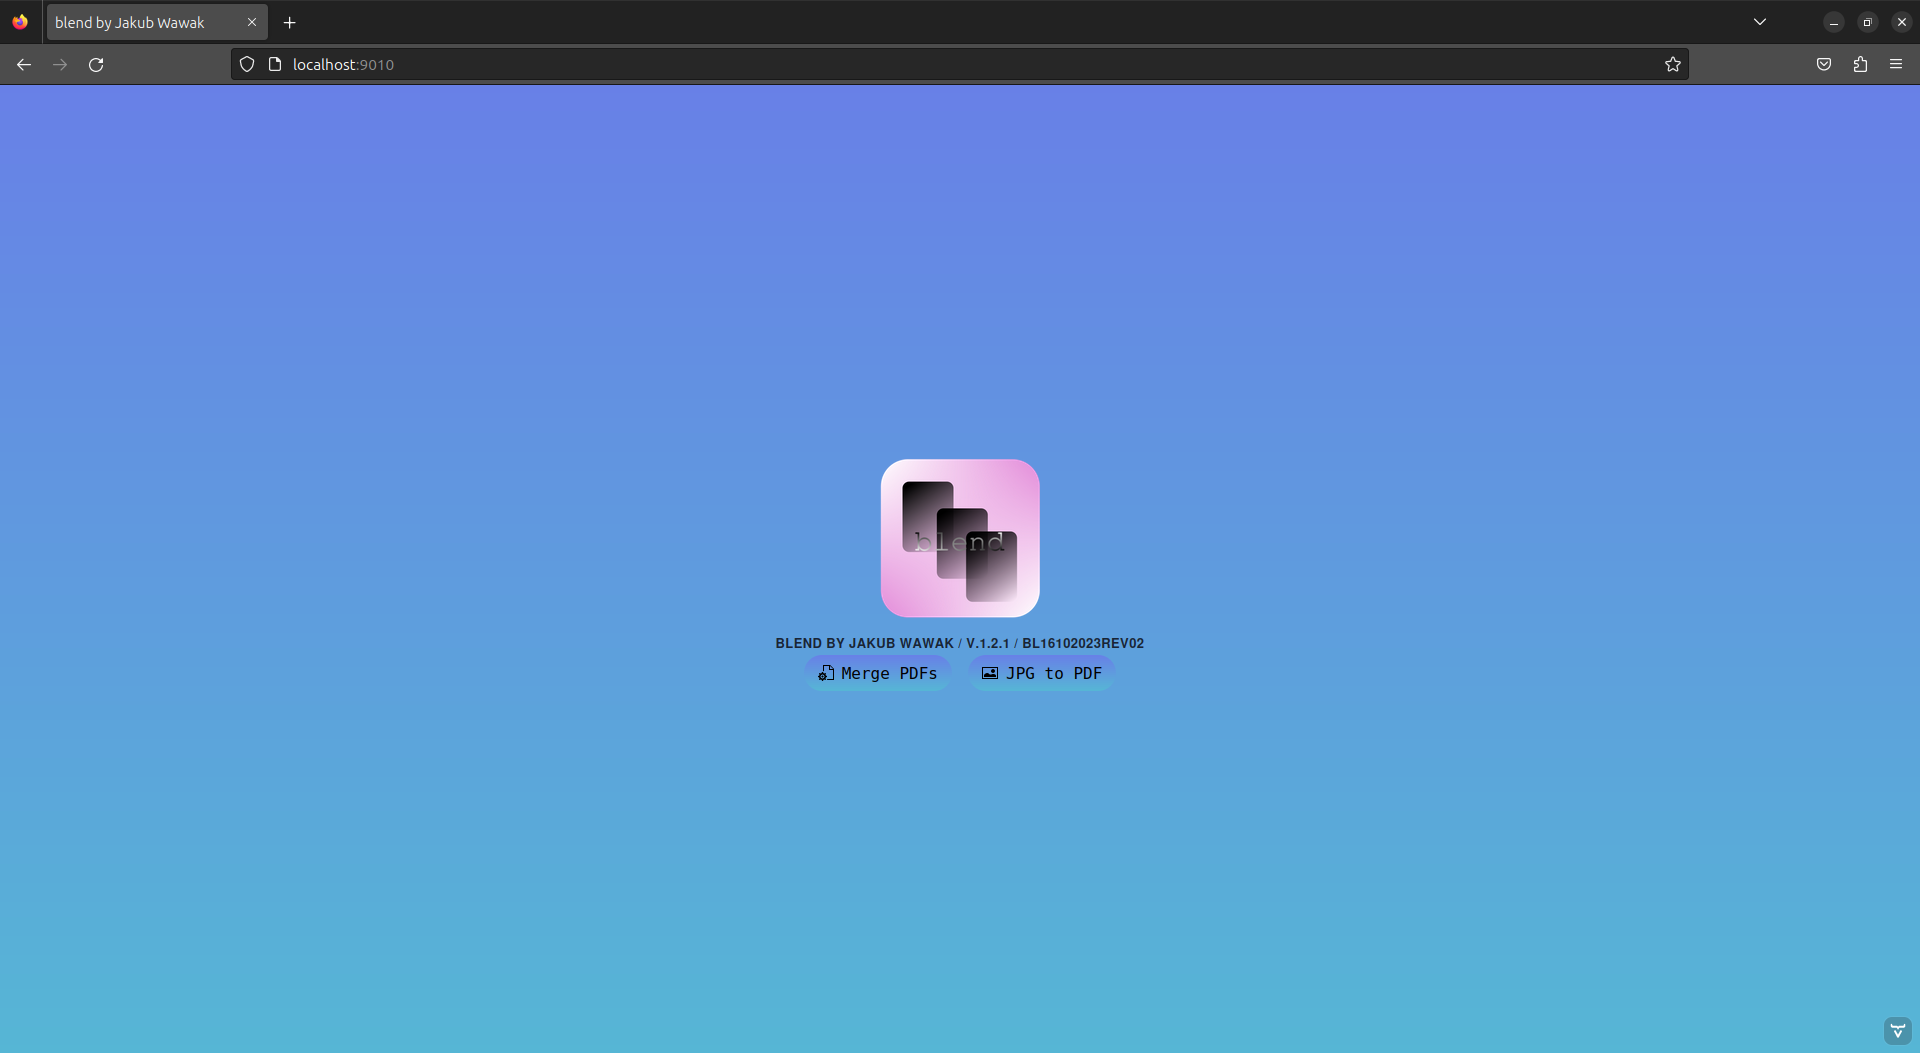 blend by Jakub Wawak
localhost:9010
blend
BLEND BY JAKUB WAWAK / V.1.2.1 / BL16102023REV02
Merge PDFs
JPG to PDF